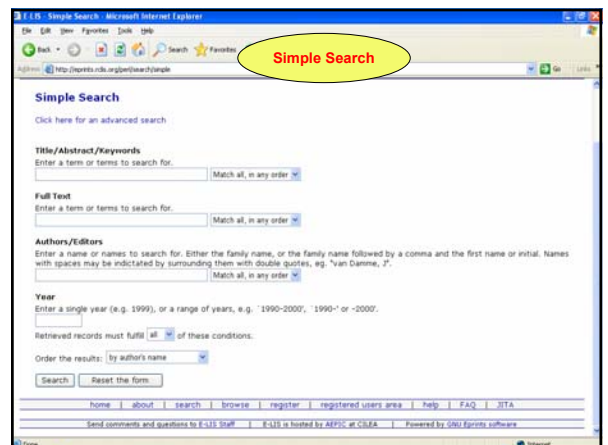 E-LIS - Simple Search - Microsoft Internet Explorer
File Edit View Favorites Tools Help
Back Search Favorites
Simple Search
Address http://eprints.rclis.org/perl/search/simple Go Links
Simple Search
Click here for an advanced search
Title/Abstract/Keywords
Enter a term or terms to search for.
Match all, in any order
Full Text
Enter a term or terms to search for.
Match all, in any order
Authors/Editors
Enter a name or names to search for. Either the family name, or the family name followed by a comma and the first name or initial. Names
with spaces may be indictated by surrounding them with double quotes, eg. "van Damme, J".
Match all, in any order
Year
Enter a single year (e.g. 1999), or a range of years, e.g. `1990-2000', `1990-' or -2000'.
Retrieved records must fulfill all of these conditions.
Order the results: by author's name
Search Reset the form
home | about | search | browse | register | registered users area | help | FAQ | JITA
Send comments and questions to E-LIS Staff | E-LIS is hosted by AEPIC at CILEA | Powered by GNU Eprints software
Done Internet